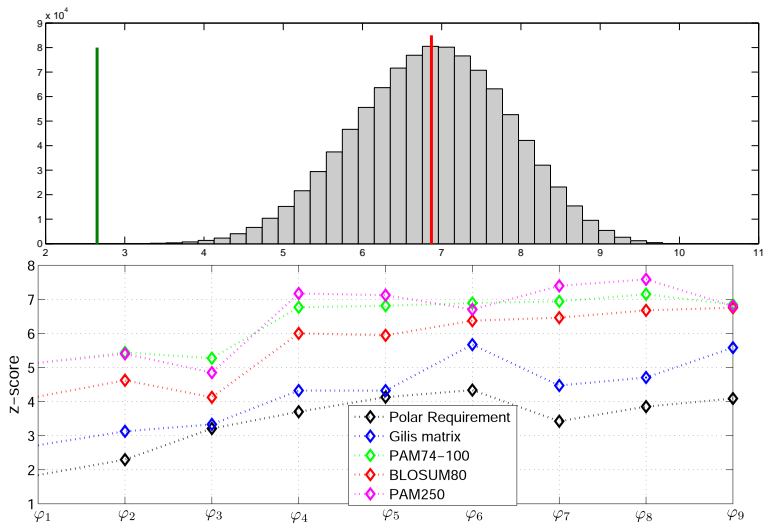 x 10⁴
9
8
7
6
5
4
3
2
1
0
2 3 4 5 6 7 8 9 10 11
8
7
6
5
4
3
2
1
z−score
φ₁ φ₂ φ₃ φ₄ φ₅ φ₆ φ₇ φ₈ φ₉
Polar Requirement
Gilis matrix
PAM74−100
BLOSUM80
PAM250